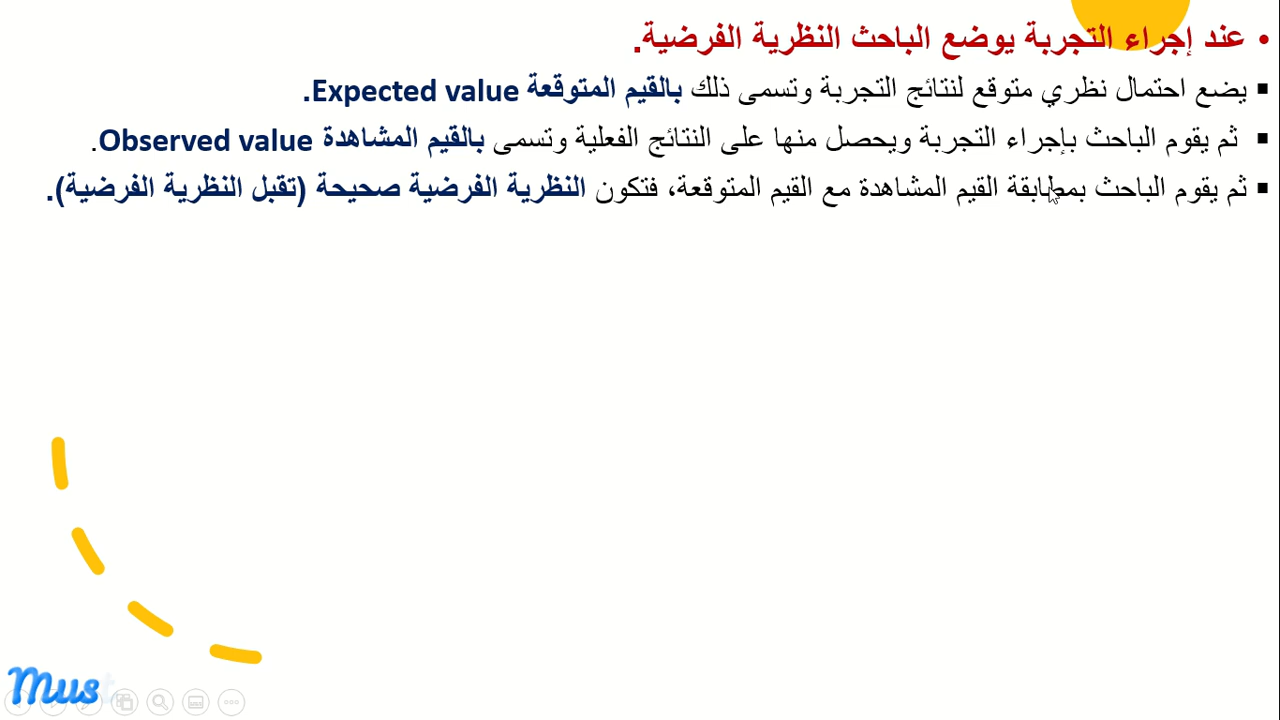 • عند إجراء التجربة يوضع الباحث النظرية الفرضية.
▪ يضع احتمال نظري متوقع لنتائج التجربة وتسمى ذلك بالقيم المتوقعة Expected value.
▪ ثم يقوم الباحث بإجراء التجربة ويحصل منها على النتائج الفعلية وتسمى بالقيم المشاهدة Observed value.
▪ ثم يقوم الباحث بمطابقة القيم المشاهدة مع القيم المتوقعة، فتكون النظرية الفرضية صحيحة (تقبل النظرية الفرضية).
Mus